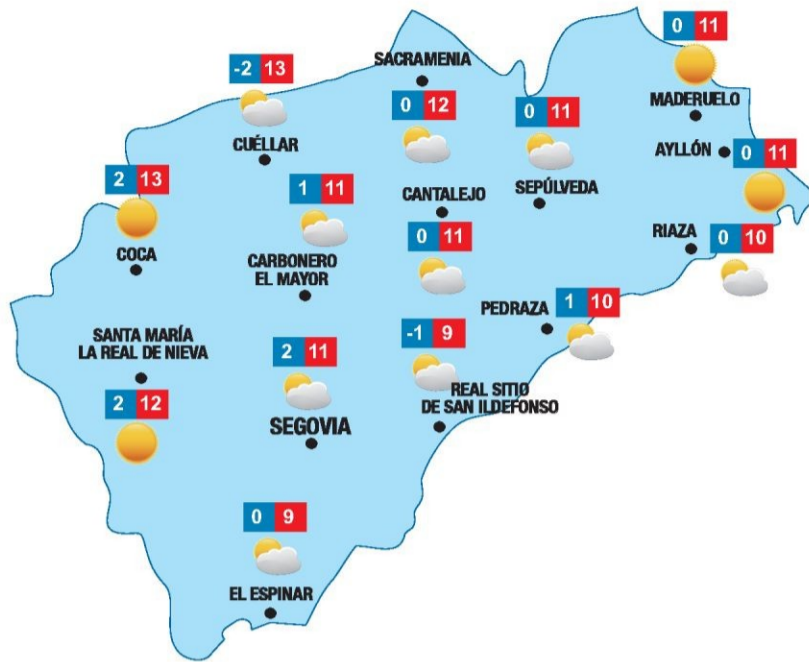 0 11
MADERUELO
SACRAMENIA
-2 13
CUÉLLAR
0 12
0 11
SEPÚLVEDA
AYLLÓN
0 11
2 13
COCA
1 11
CARBONERO
EL MAYOR
CANTALEJO
0 11
RIAZA
0 10
PEDRAZA
1 10
SANTA MARÍA
LA REAL DE NIEVA
2 12
2 11
SEGOVIA
-1 9
REAL SITIO
DE SAN ILDEFONSO
0 9
EL ESPINAR